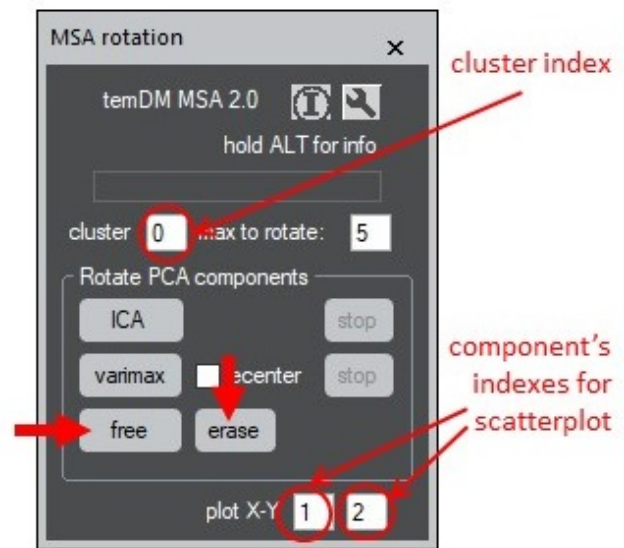 MSA rotation
×
cluster index
temDM MSA 2.0
hold ALT for info
cluster 0 max to rotate: 5
Rotate PCA components
ICA stop
varimax ecenter stop
free erase
component's
indexes for
scatterplot
plot X-Y 1 2